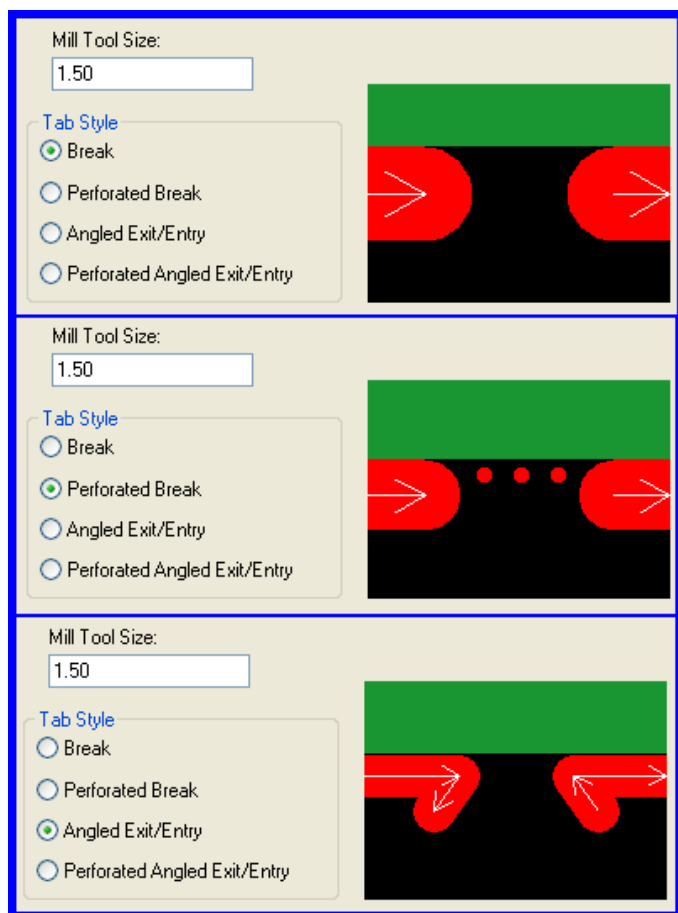 Mill Tool Size:
1.50
Tab Style
Break
Perforated Break
Angled Exit/Entry
Perforated Angled Exit/Entry
Mill Tool Size:
1.50
Tab Style
Break
Perforated Break
Angled Exit/Entry
Perforated Angled Exit/Entry
Mill Tool Size:
1.50
Tab Style
Break
Perforated Break
Angled Exit/Entry
Perforated Angled Exit/Entry